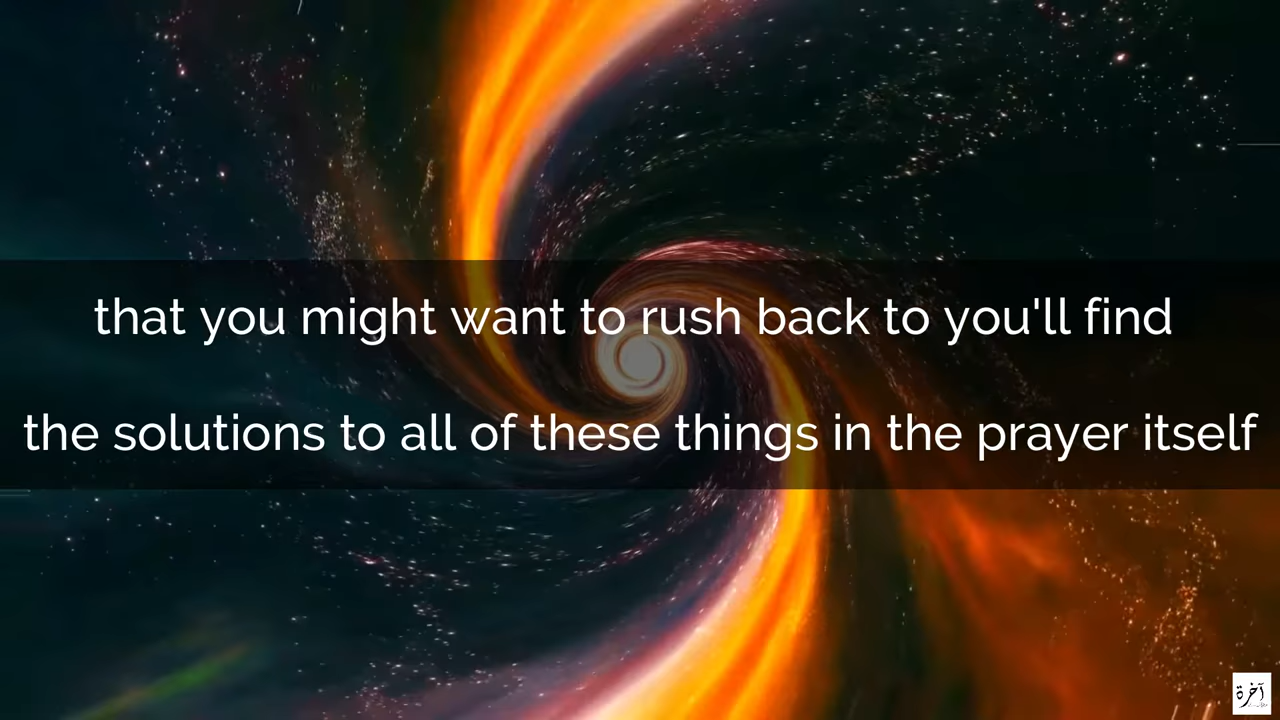 that you might want to rush back to you'll find
the solutions to all of these things in the prayer itself
آخرة